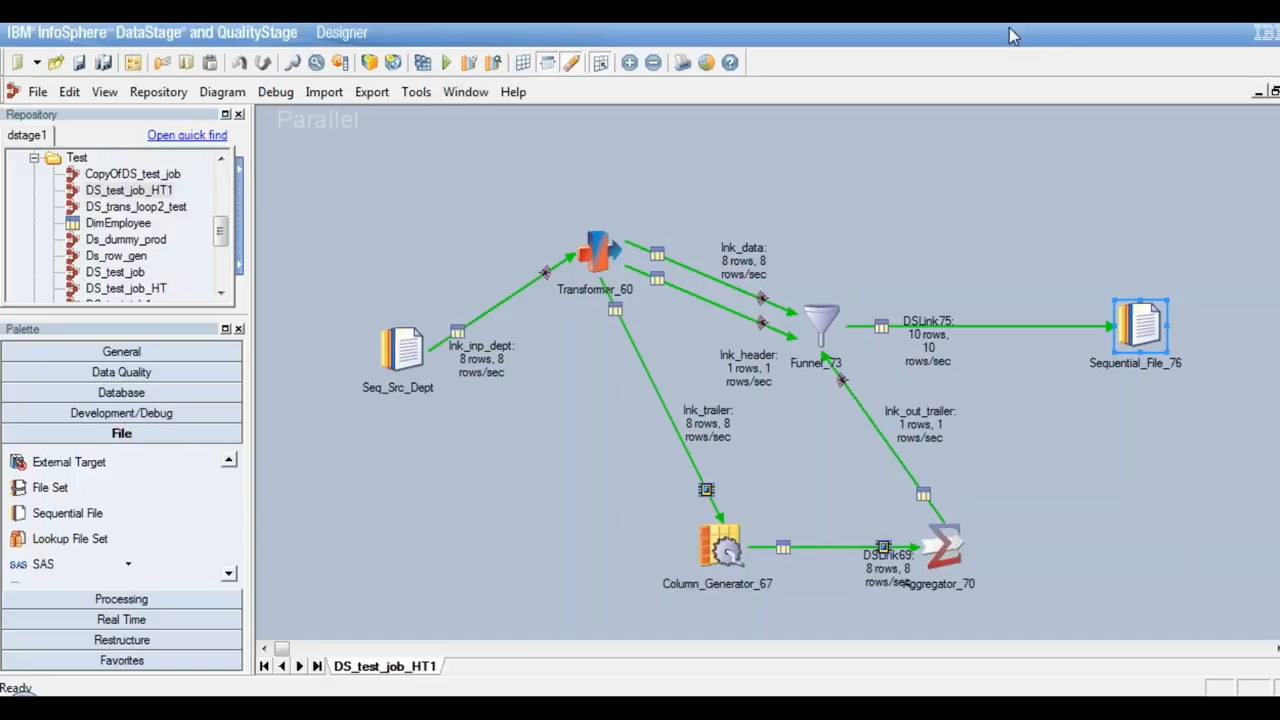 IBM InfoSphere DataStage and QualityStage Designer
File Edit View Repository Diagram Debug Import Export Tools Window Help
Repository
dstage1
Open quick find
Test
CopyOfDS_test_job
DS_test_job_HT1
DS_trans_loop2_test
DimEmployee
Ds_dummy_prod
Ds_row_gen
DS_test_job
DS_test_job_HT
Palette
General
Data Quality
Database
Development/Debug
File
External Target
File Set
Sequential File
Lookup File Set
SAS SAS
Processing
Real Time
Restructure
Favorites
Ready
Parallel
Seq_Src_Dept
lnk_inp_dept:
8 rows, 8
rows/sec
Transformer_60
lnk_data:
8 rows, 8
rows/sec
lnk_header:
1 rows, 1
rows/sec
Funnel_73
DSLink75:
10 rows,
10
rows/sec
Sequential_File_76
lnk_trailer:
8 rows, 8
rows/sec
lnk_out_trailer:
1 rows, 1
rows/sec
Column_Generator_67
DSLink69:
8 rows, 8
rows/sec
Aggregator_70
DS_test_job_HT1